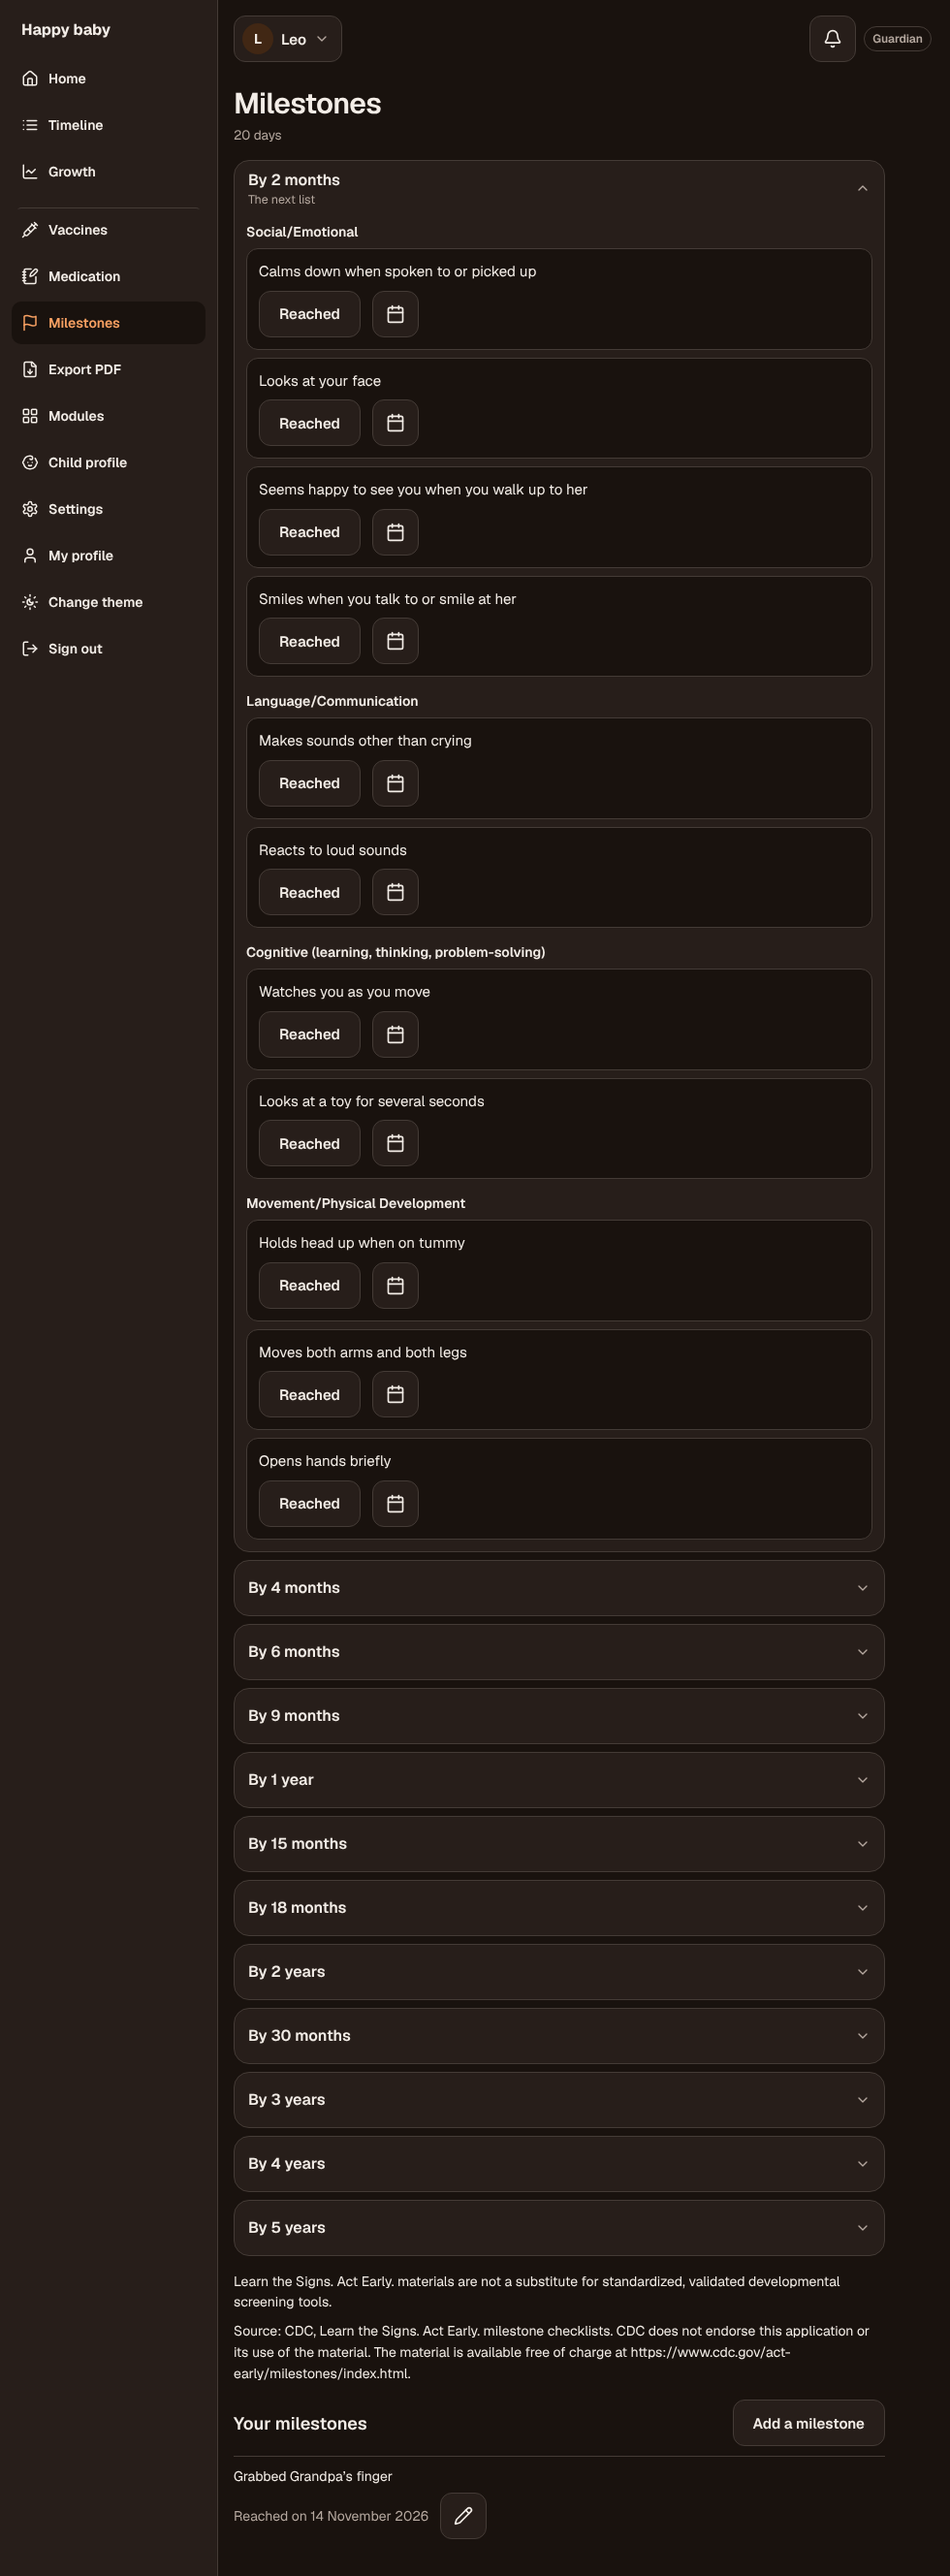 Happy baby
Home
Timeline
Growth
Vaccines
Medication
Milestones
Export PDF
Modules
Child profile
Settings
My profile
Change theme
Sign out
L
Leo
Guardian
Milestones
20 days
By 2 months
The next list
Social/Emotional
Calms down when spoken to or picked up
Reached
Looks at your face
Reached
Seems happy to see you when you walk up to her
Reached
Smiles when you talk to or smile at her
Reached
Language/Communication
Makes sounds other than crying
Reached
Reacts to loud sounds
Reached
Cognitive (learning, thinking, problem-solving)
Watches you as you move
Reached
Looks at a toy for several seconds
Reached
Movement/Physical Development
Holds head up when on tummy
Reached
Moves both arms and both legs
Reached
Opens hands briefly
Reached
By 4 months
By 6 months
By 9 months
By 1 year
By 15 months
By 18 months
By 2 years
By 30 months
By 3 years
By 4 years
By 5 years
Learn the Signs. Act Early. materials are not a substitute for standardized, validated developmental
screening tools.
Source: CDC, Learn the Signs. Act Early. milestone checklists. CDC does not endorse this application or
its use of the material. The material is available free of charge at https://www.cdc.gov/act-
early/milestones/index.html.
Your milestones
Add a milestone
Grabbed Grandpa's finger
Reached on 14 November 2026